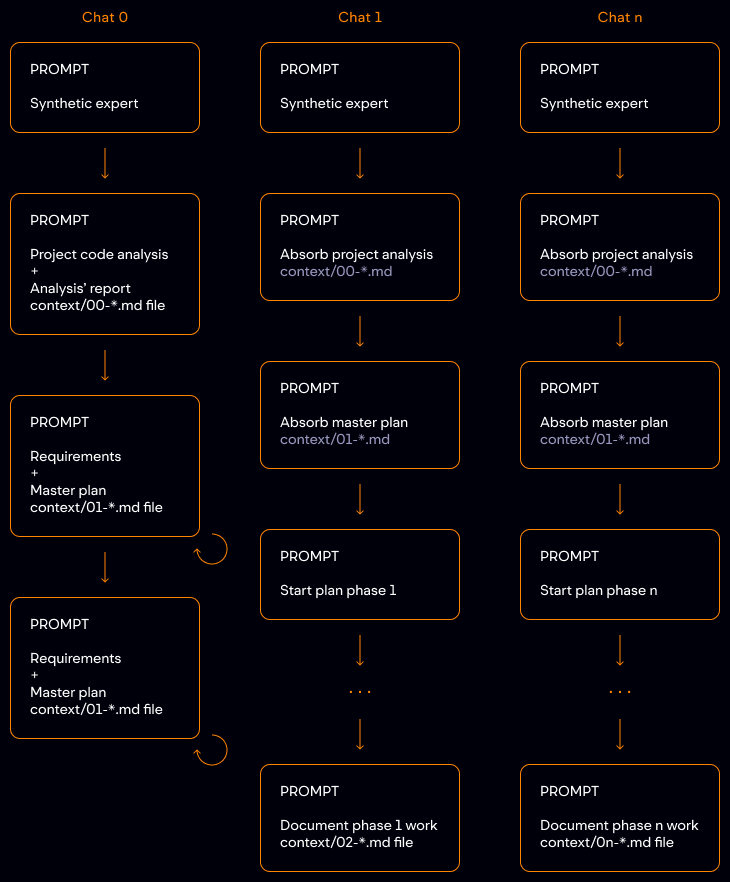 Chat 0
PROMPT
Synthetic expert
PROMPT
Project code analysis
+
Analysis’ report
context/00-*.md file
PROMPT
Requirements
+
Master plan
context/01-*.md file
PROMPT
Requirements
+
Master plan
context/01-*.md file
Chat 1
PROMPT
Synthetic expert
PROMPT
Absorb project analysis
context/00-*.md
PROMPT
Absorb master plan
context/01-*.md
PROMPT
Start plan phase 1
...
PROMPT
Document phase 1 work
context/02-*.md file
Chat n
PROMPT
Synthetic expert
PROMPT
Absorb project analysis
context/00-*.md
PROMPT
Absorb master plan
context/01-*.md
PROMPT
Start plan phase n
...
PROMPT
Document phase n work
context/0n-*.md file